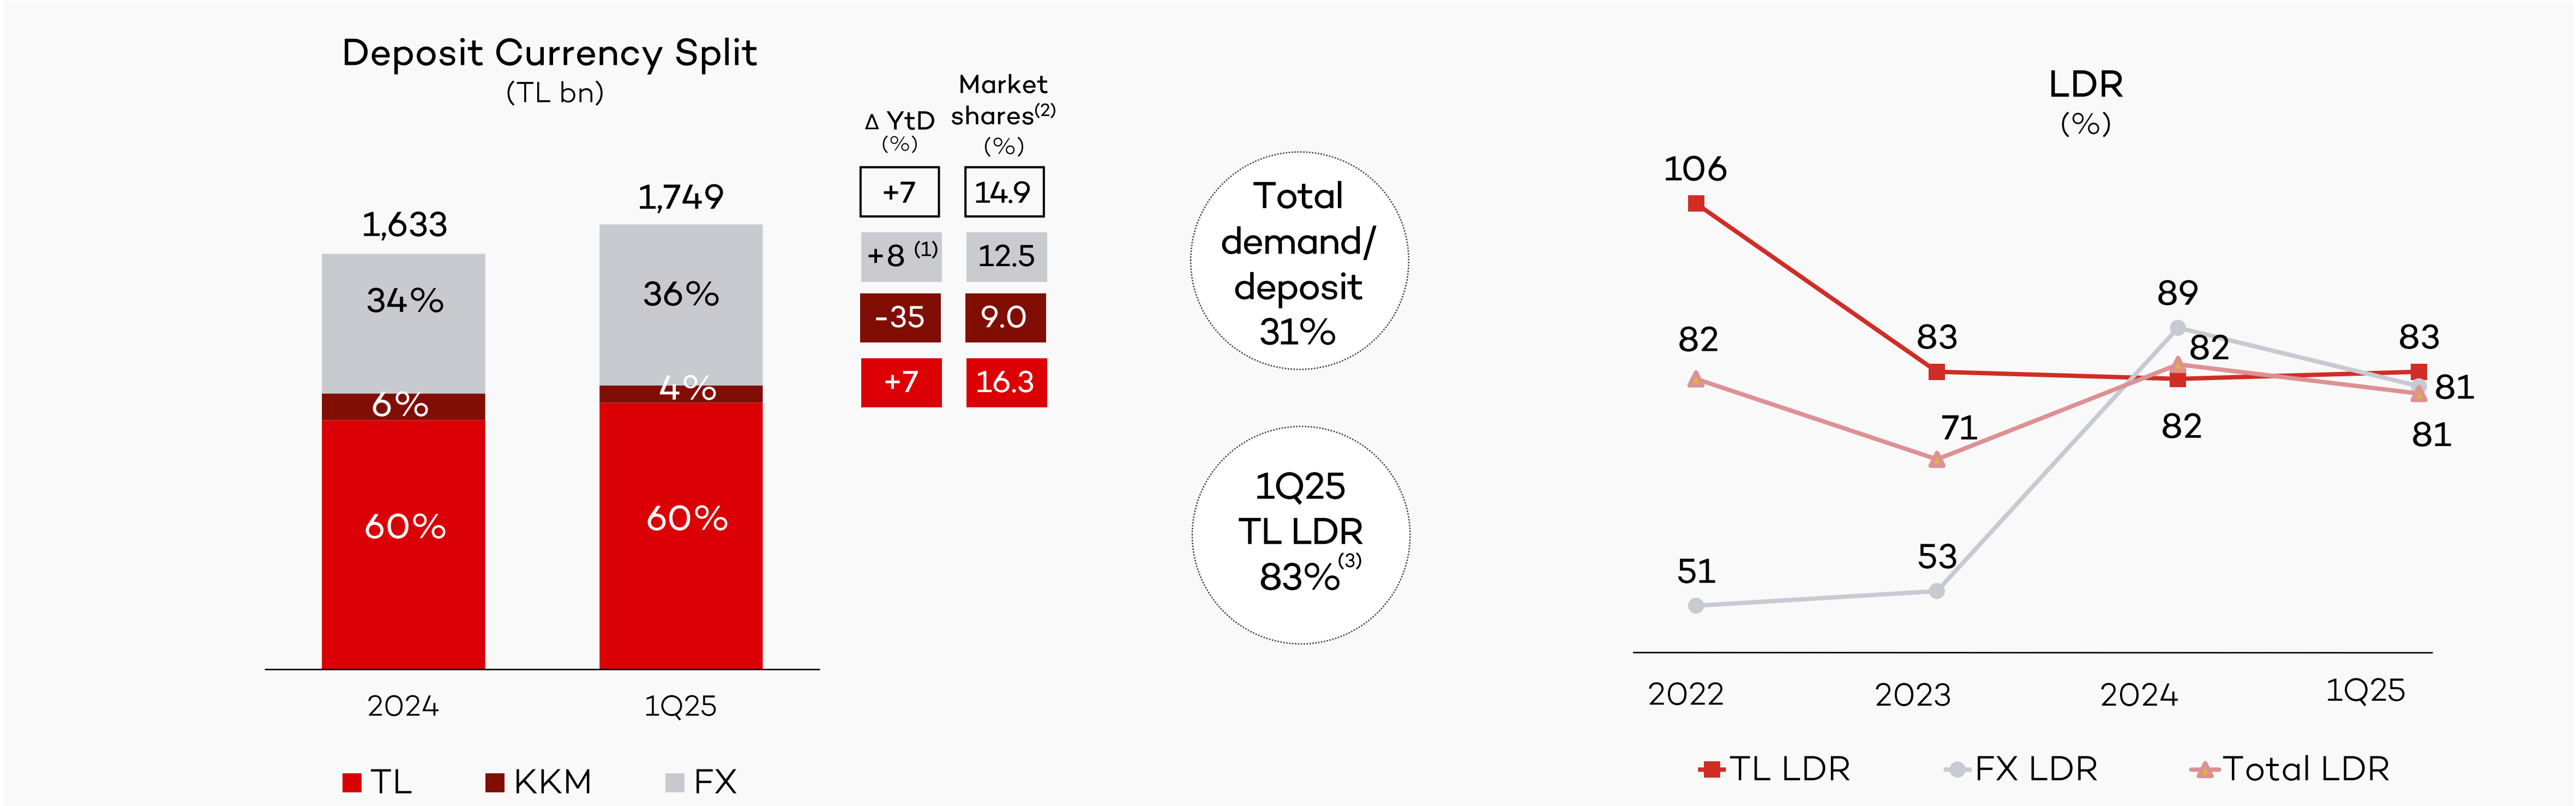 Deposit Currency Split
(TL bn)
Δ YtD
(%)
Market
shares(2)
(%)
1,633
1,749
34%
36%
6%
4%
60%
60%
2024
1Q25
TL
KKM
FX
+7
14.9
+8 (1)
12.5
-35
9.0
+7
16.3
Total
demand/
deposit
31%
1Q25
TL LDR
83%(3)
LDR
(%)
106
82
51
83
71
53
89
82
82
83
81
81
2022
2023
2024
1Q25
TL LDR
FX LDR
Total LDR